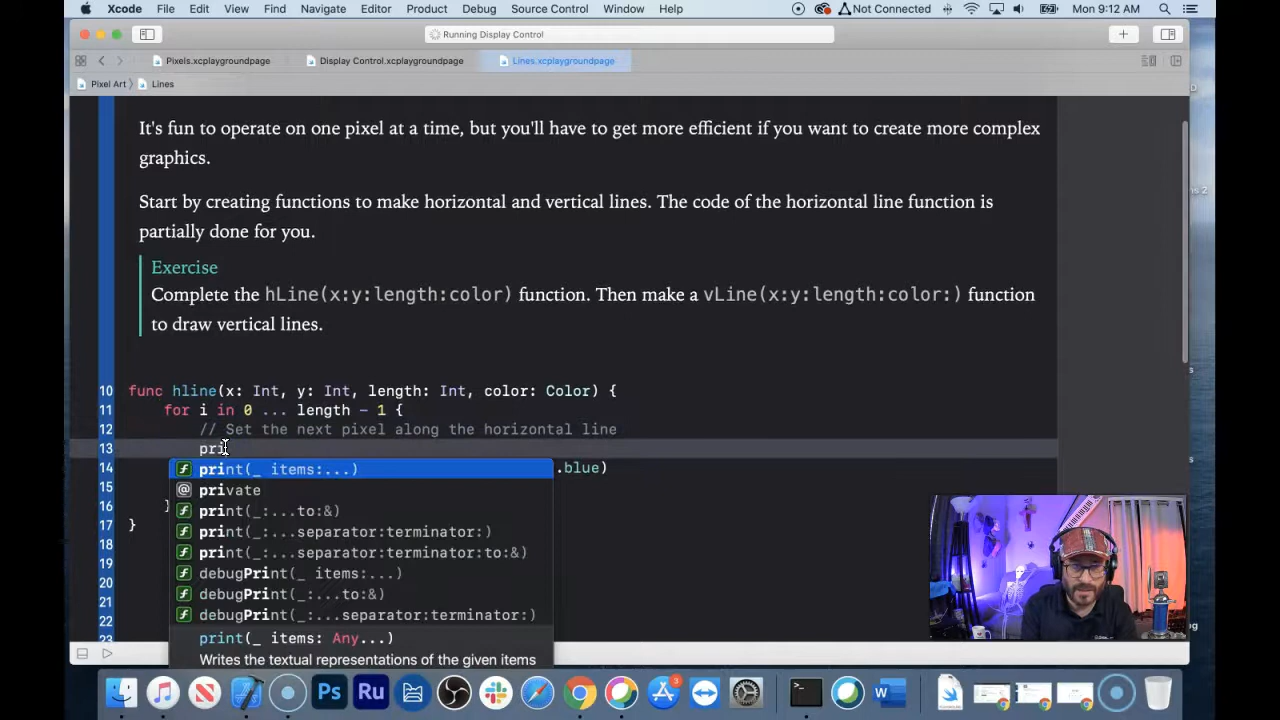 Xcode File Edit View Find Navigate Editor Product Debug Source Control Window Help Not Connected Mon 9:12 AM
Running Display Control
Pixels.xcplaygroundpage Display Control.xcplaygroundpage Lines.xcplaygroundpage
Pixel Art Lines
It's fun to operate on one pixel at a time, but you'll have to get more efficient if you want to create more complex
graphics.
Start by creating functions to make horizontal and vertical lines. The code of the horizontal line function is
partially done for you.
Exercise
Complete the hLine(x:y:length:color) function. Then make a vLine(x:y:length:color:) function
to draw vertical lines.
10 func hline(x: Int, y: Int, length: Int, color: Color) {
11 for i in 0 ... length - 1 {
12 // Set the next pixel along the horizontal line
13 pri
14 .blue)
15
16
17 }
18
19
20
21
22
23
print(_ items:...)
private
print(_:...to:&)
print(_:...separator:terminator:)
print(_:...separator:terminator:to:&)
debugPrint(_ items:...)
debugPrint(_:...to:&)
debugPrint(_:...separator:terminator:)
print(_ items: Any...)
Writes the textual representations of the given items
Ps Ru 3 W